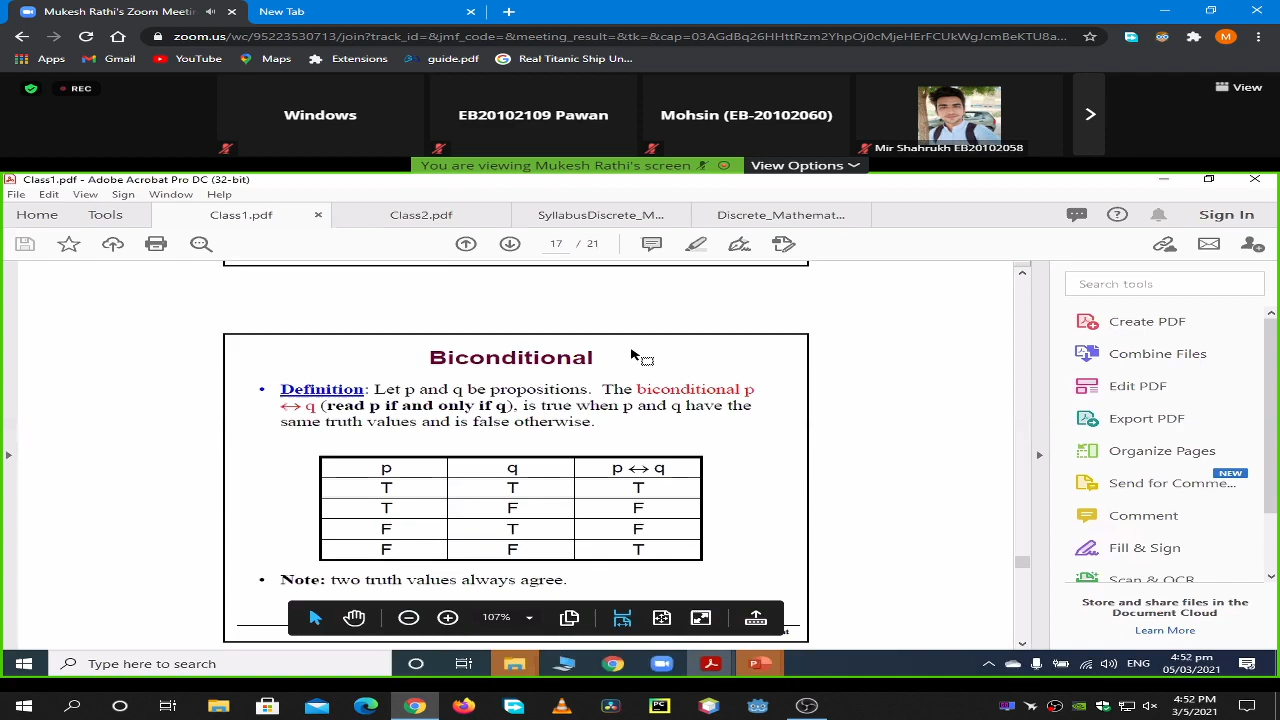 Mukesh Rathi's Zoom Meeti
New Tab
zoom.us/wc/95223530713/join?track_id=&jmf_code=&meeting_result=&tk=&cap=03AGdBq26HHttRzm2YhpOj0cMjeHErFCUkWgJcmBeKTU8a...
M
Apps
Gmail
YouTube
Maps
Extensions
guide.pdf
Real Titanic Ship Un...
REC
Windows
EB20102109 Pawan
Mohsin (EB-20102060)
Mir Shahrukh EB20102058
View
You are viewing Mukesh Rathi's screen
View Options
Class1.pdf - Adobe Acrobat Pro DC (32-bit)
File Edit View Sign Window Help
Home Tools Class1.pdf Class2.pdf SyllabusDiscrete_M... Discrete_Mathemat... Sign In
17 / 21
Search tools
Create PDF
Combine Files
Edit PDF
Export PDF
Organize Pages
NEW
Send for Comme...
Comment
Fill & Sign
Scan & OCR
Store and share files in the
Document Cloud
Learn More
Biconditional
• Definition: Let p and q be propositions. The biconditional p
↔ q (read p if and only if q), is true when p and q have the
same truth values and is false otherwise.
p q p ↔ q
T T T
T F F
F T F
F F T
• Note: two truth values always agree.
107%
Type here to search
ENG
4:52 pm
05/03/2021
PC
4:52 PM
3/5/2021